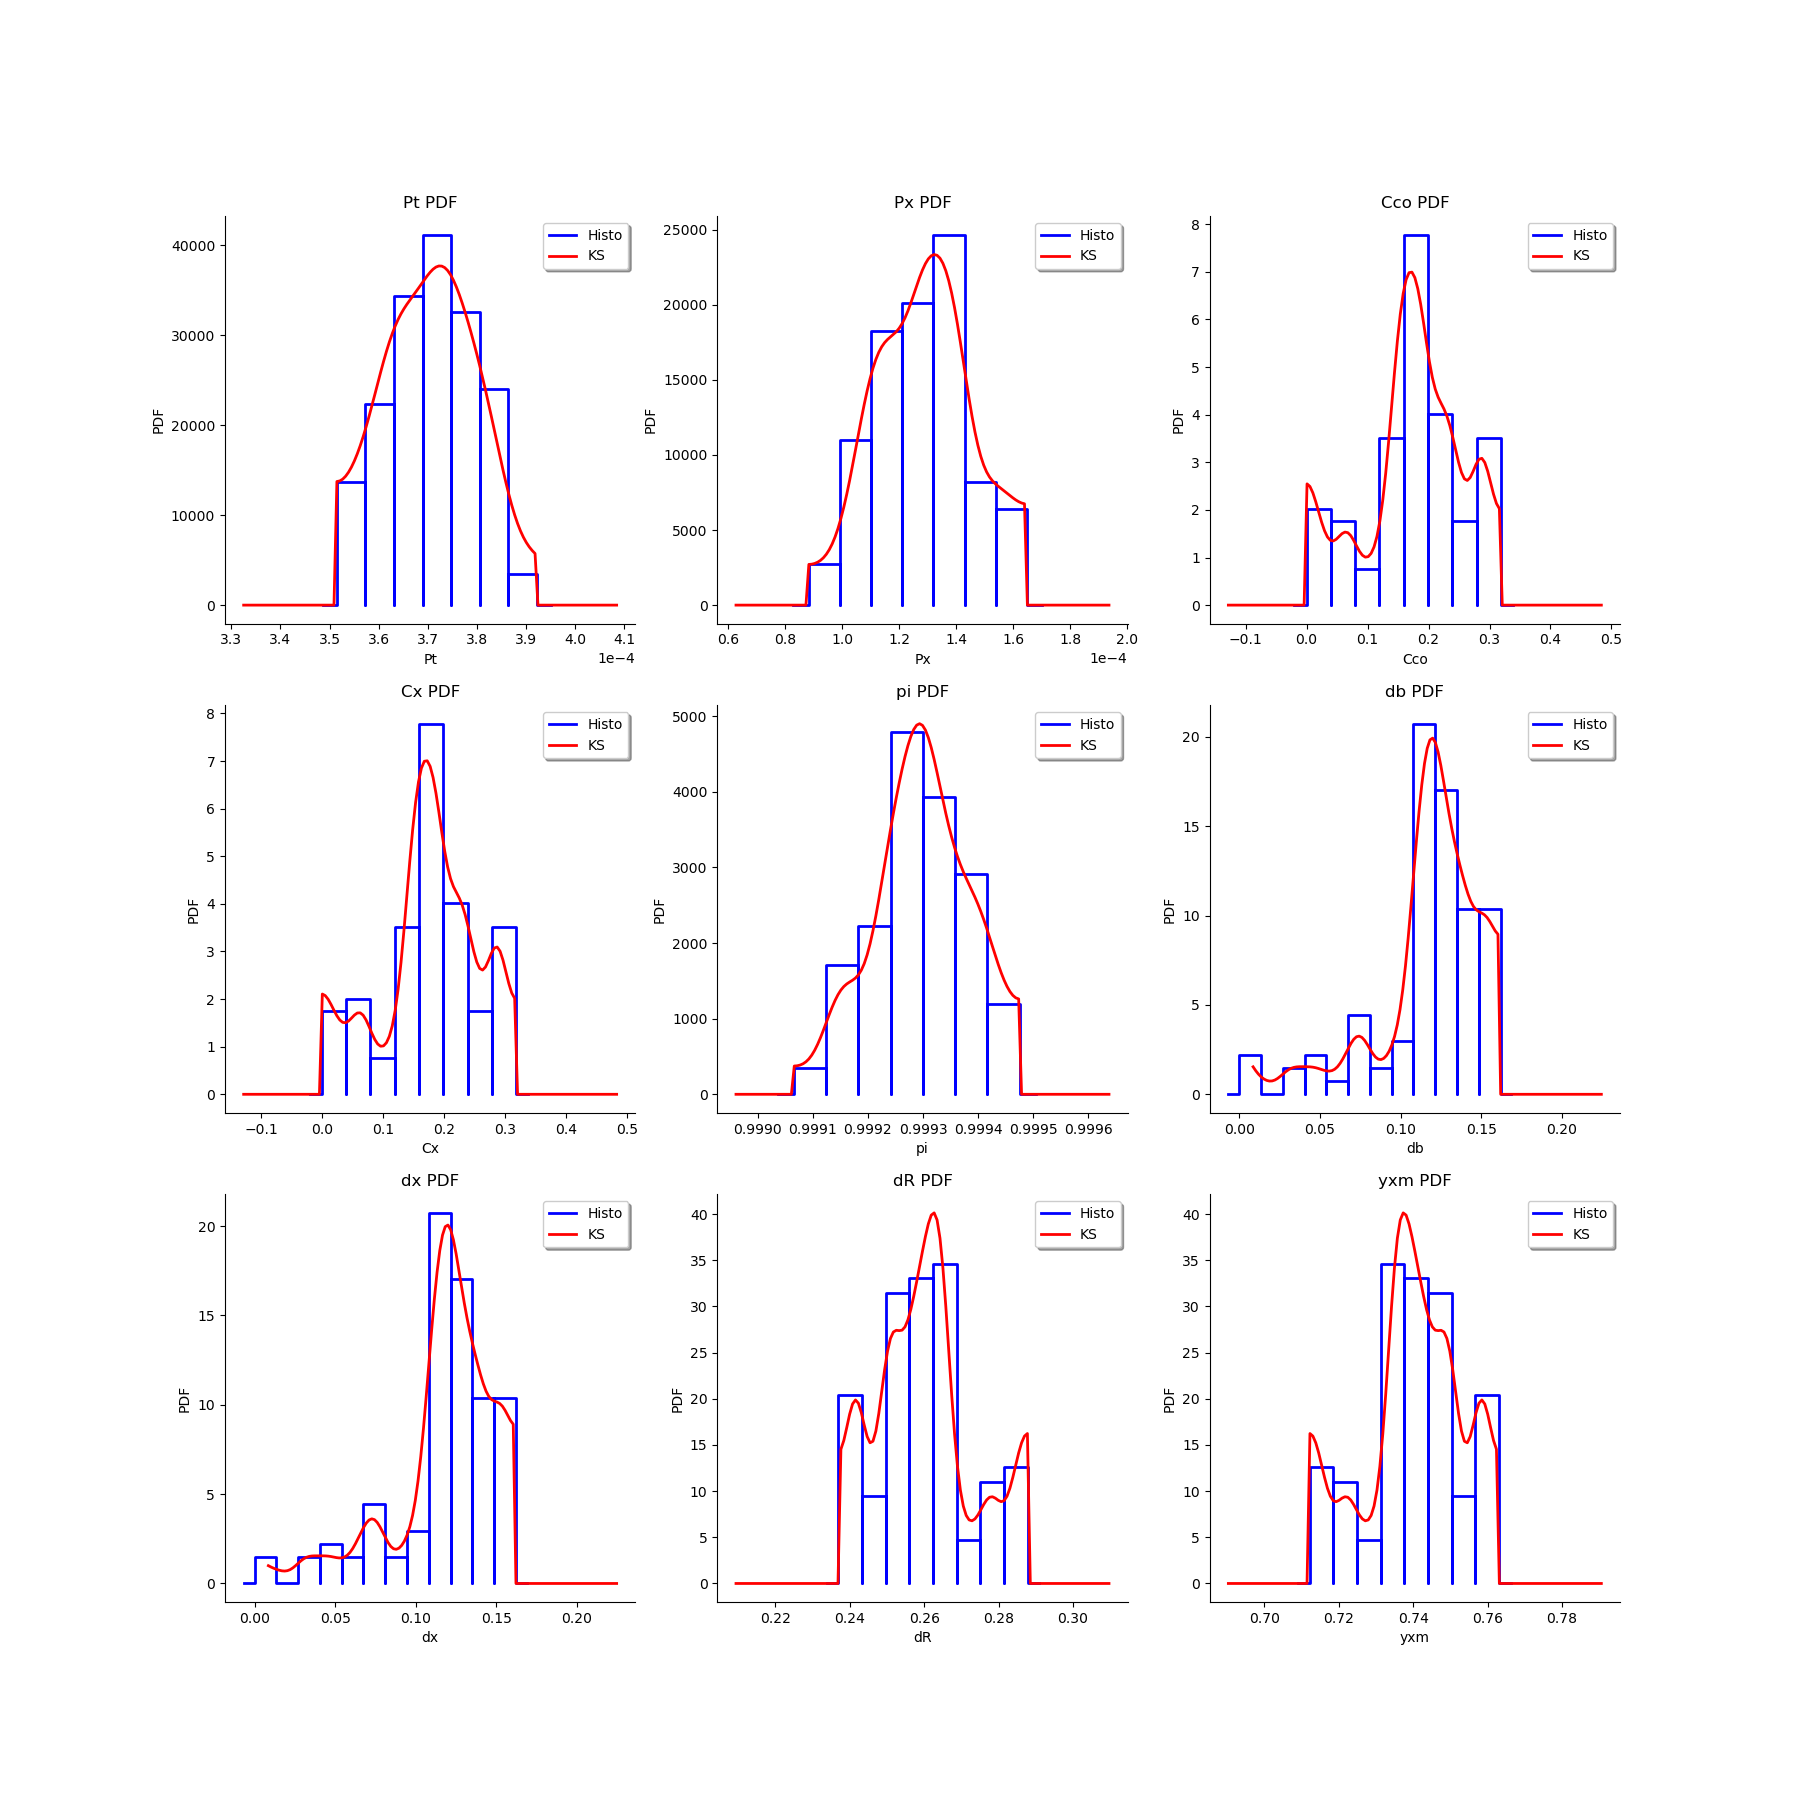 Pt PDF
Histo
KS
PDF
40000
30000
20000
10000
0
3.3 3.4 3.5 3.6 3.7 3.8 3.9 4.0 4.1
1e−4
Pt
Px PDF
Histo
KS
PDF
25000
20000
15000
10000
5000
0
0.6 0.8 1.0 1.2 1.4 1.6 1.8 2.0
1e−4
Px
Cco PDF
Histo
KS
PDF
8
7
6
5
4
3
2
1
0
−0.1 0.0 0.1 0.2 0.3 0.4 0.5
Cco
Cx PDF
Histo
KS
PDF
8
7
6
5
4
3
2
1
0
−0.1 0.0 0.1 0.2 0.3 0.4 0.5
Cx
pi PDF
Histo
KS
PDF
5000
4000
3000
2000
1000
0
0.9990 0.9991 0.9992 0.9993 0.9994 0.9995 0.9996
pi
db PDF
Histo
KS
PDF
20
15
10
5
0
0.00 0.05 0.10 0.15 0.20
db
dx PDF
Histo
KS
PDF
20
15
10
5
0
0.00 0.05 0.10 0.15 0.20
dx
dR PDF
Histo
KS
PDF
40
35
30
25
20
15
10
5
0
0.22 0.24 0.26 0.28 0.30
dR
yxm PDF
Histo
KS
PDF
40
35
30
25
20
15
10
5
0
0.70 0.72 0.74 0.76 0.78
yxm